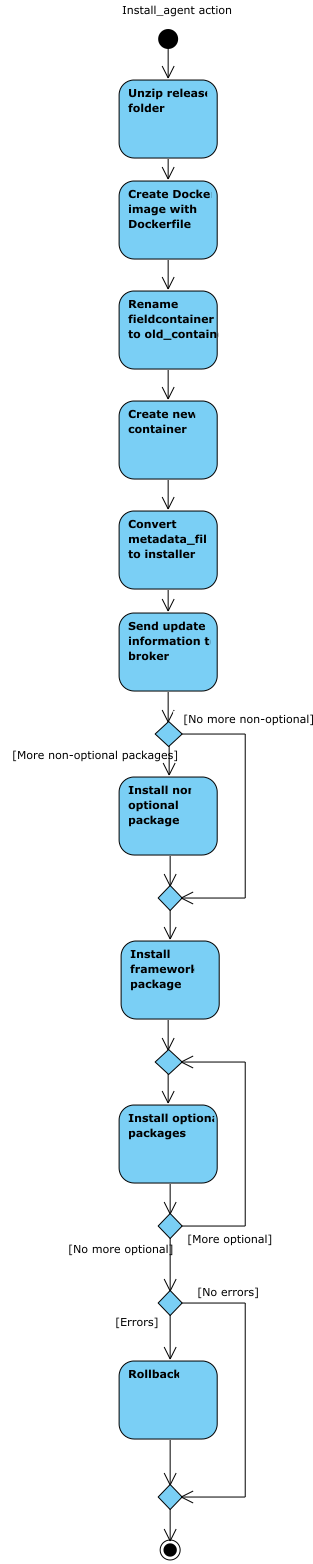 Install_agent action
Unzip release
folder
Create Docker
image with
Dockerfile
Rename
fieldcontainer
to old_contain
Create new
container
Convert
metadata_fil
to installer
Send update
information t
broker
[No more non-optional]
[More non-optional packages]
Install non
optional
package
Install
framework
package
Install optiona
packages
[More optional]
[No more optional]
[No errors]
[Errors]
Rollback